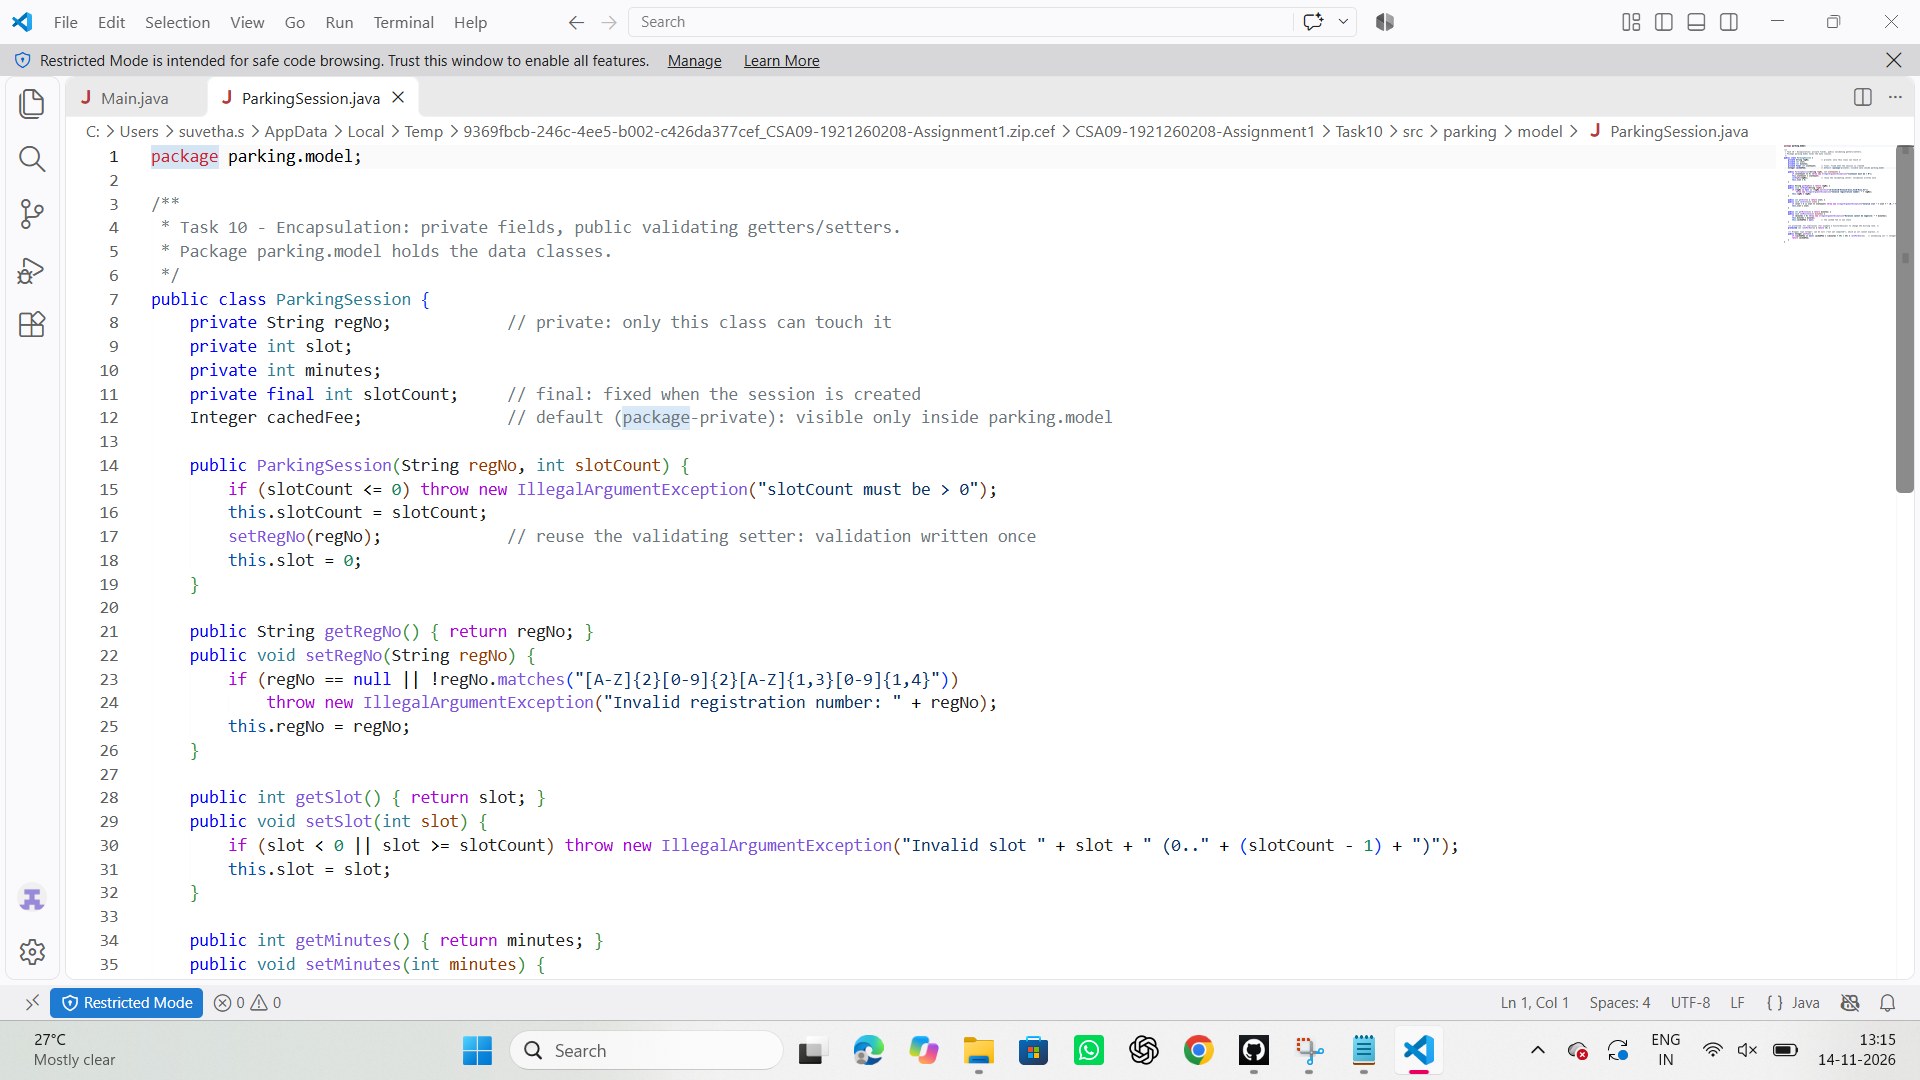 File Edit Selection View Go Run Terminal Help
Search
Restricted Mode is intended for safe code browsing. Trust this window to enable all features. Manage Learn More
J Main.java
J ParkingSession.java
C: > Users > suvetha.s > AppData > Local > Temp > 9369fbcb-246c-4ee5-b002-c426da377cef_CSA09-1921260208-Assignment1.zip.cef > CSA09-1921260208-Assignment1 > Task10 > src > parking > model > J ParkingSession.java
1 package parking.model;
2
3 /**
4  * Task 10 - Encapsulation: private fields, public validating getters/setters.
5  * Package parking.model holds the data classes.
6  */
7 public class ParkingSession {
8     private String regNo;            // private: only this class can touch it
9     private int slot;
10     private int minutes;
11     private final int slotCount;     // final: fixed when the session is created
12     Integer cachedFee;               // default (package-private): visible only inside parking.model
13
14     public ParkingSession(String regNo, int slotCount) {
15         if (slotCount <= 0) throw new IllegalArgumentException("slotCount must be > 0");
16         this.slotCount = slotCount;
17         setRegNo(regNo);             // reuse the validating setter: validation written once
18         this.slot = 0;
19     }
20
21     public String getRegNo() { return regNo; }
22     public void setRegNo(String regNo) {
23         if (regNo == null || !regNo.matches("[A-Z]{2}[0-9]{2}[A-Z]{1,3}[0-9]{1,4}"))
24             throw new IllegalArgumentException("Invalid registration number: " + regNo);
25         this.regNo = regNo;
26     }
27
28     public int getSlot() { return slot; }
29     public void setSlot(int slot) {
30         if (slot < 0 || slot >= slotCount) throw new IllegalArgumentException("Invalid slot " + slot + " (0.." + (slotCount - 1) + ")");
31         this.slot = slot;
32     }
33
34     public int getMinutes() { return minutes; }
35     public void setMinutes(int minutes) {
Restricted Mode 0 0 Ln 1, Col 1 Spaces: 4 UTF-8 LF { } Java
27°C
Mostly clear
Search
ENG
IN
13:15
14-11-2026